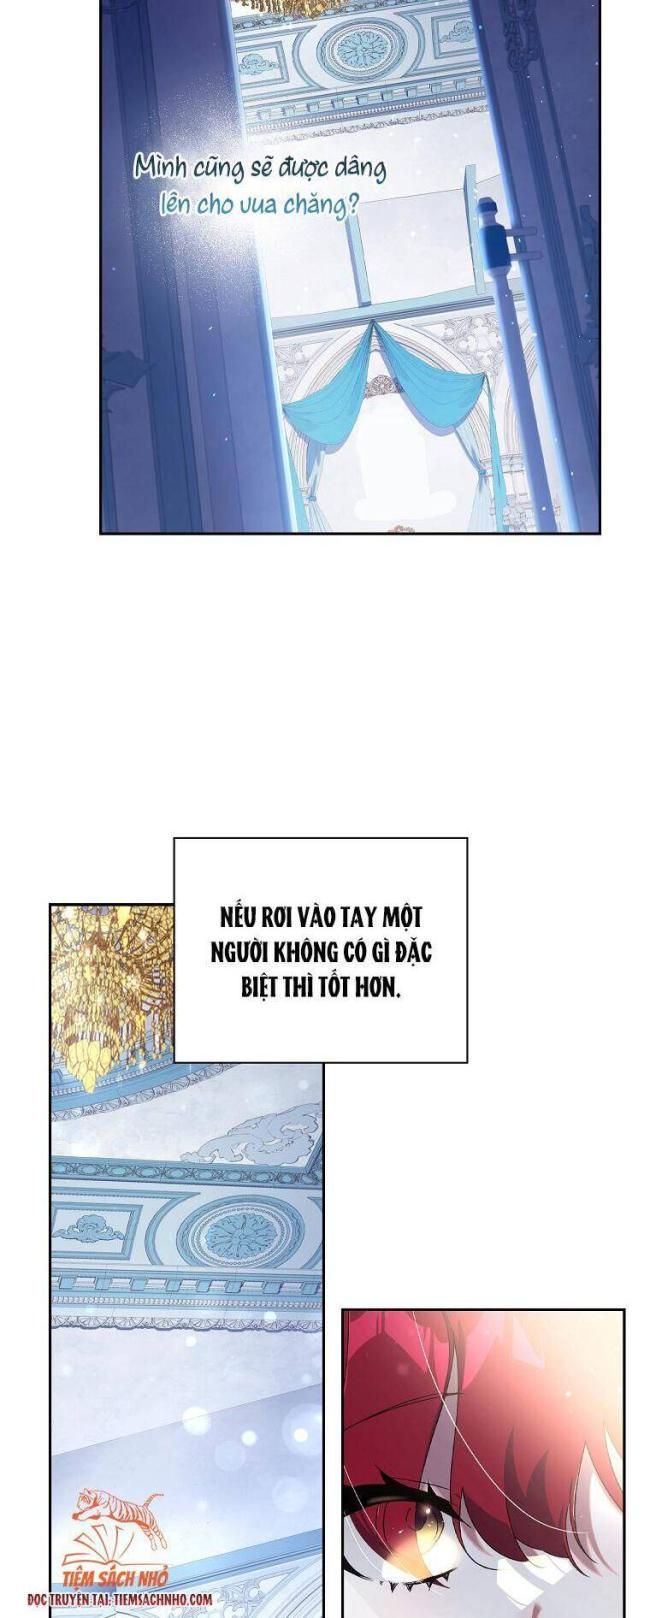 Mình cũng sẽ được dâng
lên cho vua chăng?
NẾU RƠI VÀO TAY MỘT
NGƯỜI KHÔNG CÓ GÌ ĐẶC
BIỆT THÌ TỐT HƠN.
TIỆM SÁCH NHỎ
ĐỌC TRUYỆN TẠI: TIEMSACHNHO.COM